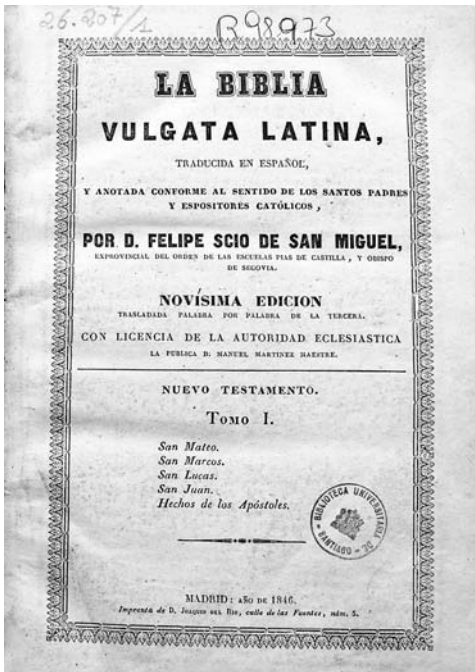 26.207/1
R 98973
LA BIBLIA
VULGATA LATINA,
TRADUCIDA EN ESPAÑOL,
Y ANOTADA CONFORME AL SENTIDO DE LOS SANTOS PADRES
Y ESPOSITORES CATÓLICOS,
POR D. FELIPE SCIO DE SAN MIGUEL,
EXPROVINCIAL DEL ORDEN DE LAS ESCUELAS PIAS DE CASTILLA, Y OBISPO
DE SEGOVIA.
NOVÍSIMA EDICION
TRASLADADA PALABRA POR PALABRA DE LA TERCERA.
CON LICENCIA DE LA AUTORIDAD ECLESIASTICA
LA PUBLICA D. MANUEL MARTINEZ MAESTRE.
NUEVO TESTAMENTO.
TOMO I.
San Mateo.
San Marcos.
San Lucas.
San Juan.
Hechos de los Apóstoles.
BIBLIOTECA UNIVERSITARIA
SANTIAGO
MADRID: AÑO DE 1846.
Imprenta de D. JOAQUIN DEL RIO, calle de las Fuentes, núm. 5.